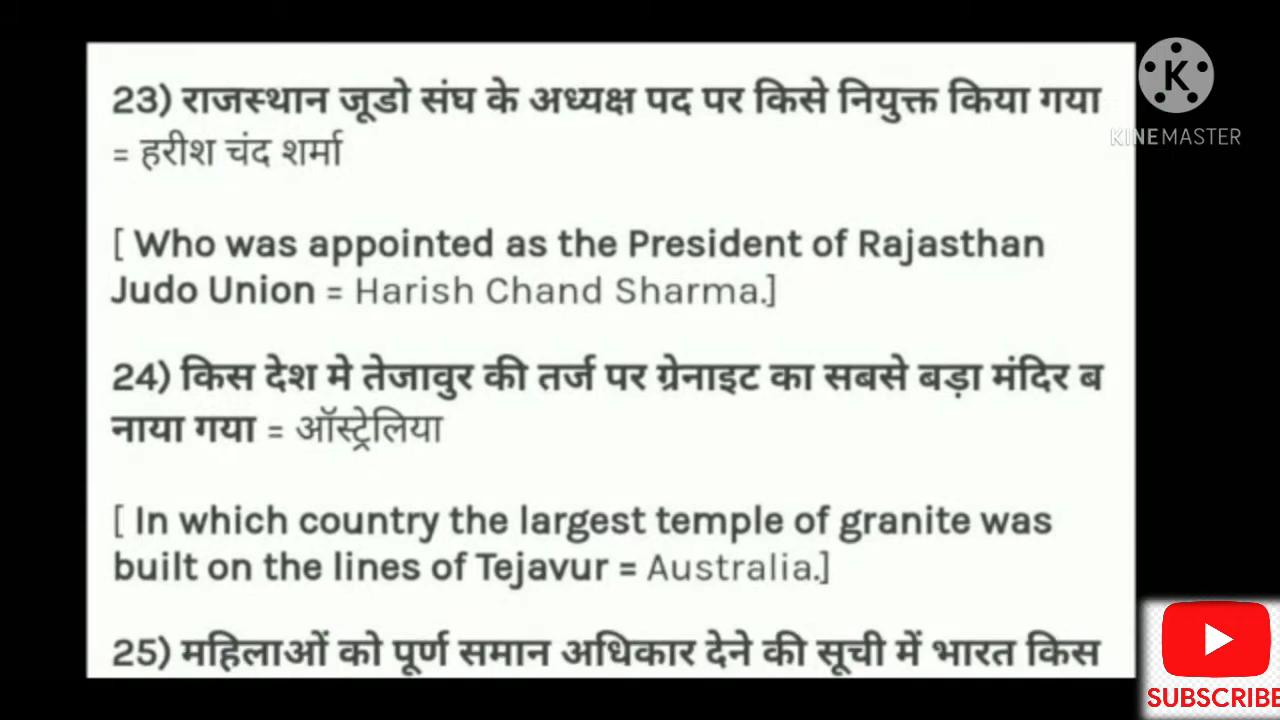 23) राजस्थान जूडो संघ के अध्यक्ष पद पर किसे नियुक्त किया गया
= हरीश चंद शर्मा
[ Who was appointed as the President of Rajasthan
Judo Union = Harish Chand Sharma.]
24) किस देश मे तेजावुर की तर्ज पर ग्रेनाइट का सबसे बड़ा मंदिर ब
नाया गया = ऑस्ट्रेलिया
[ In which country the largest temple of granite was
built on the lines of Tejavur = Australia.]
25) महिलाओं को पूर्ण समान अधिकार देने की सूची में भारत किस
K
KINEMASTER
SUBSCRIBE